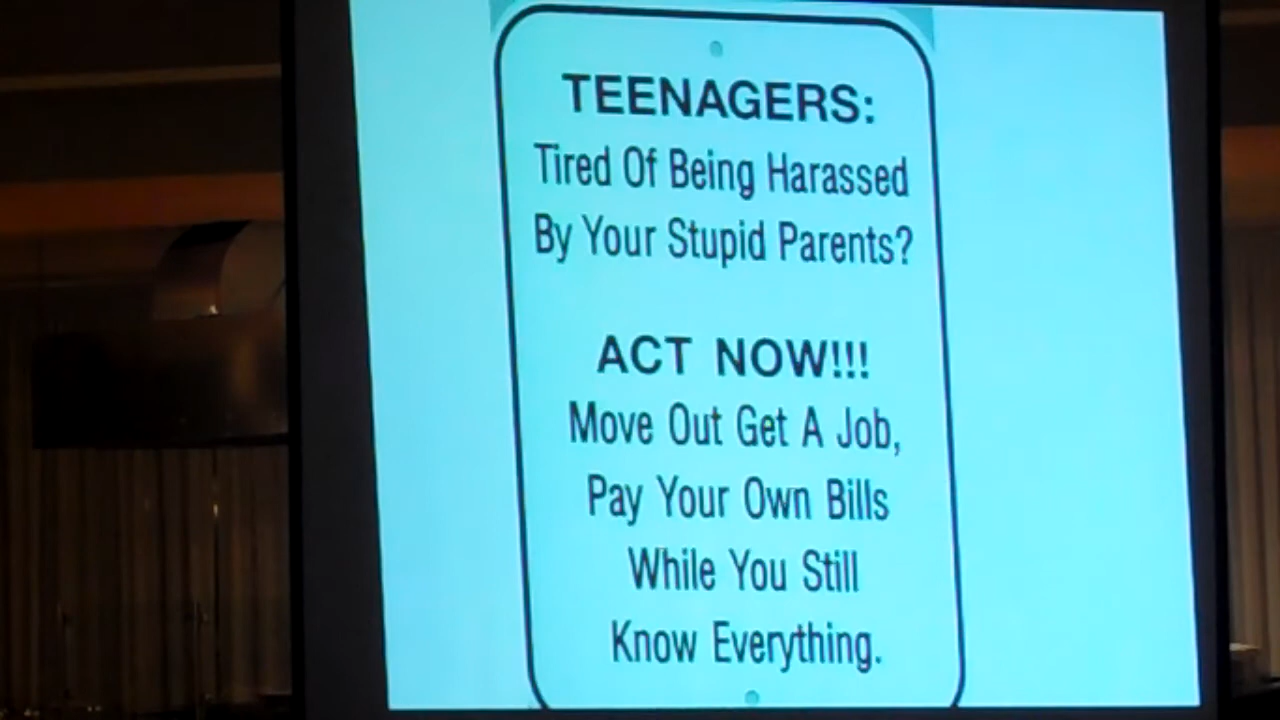 TEENAGERS:
Tired Of Being Harassed
By Your Stupid Parents?
ACT NOW!!!
Move Out Get A Job,
Pay Your Own Bills
While You Still
Know Everything.